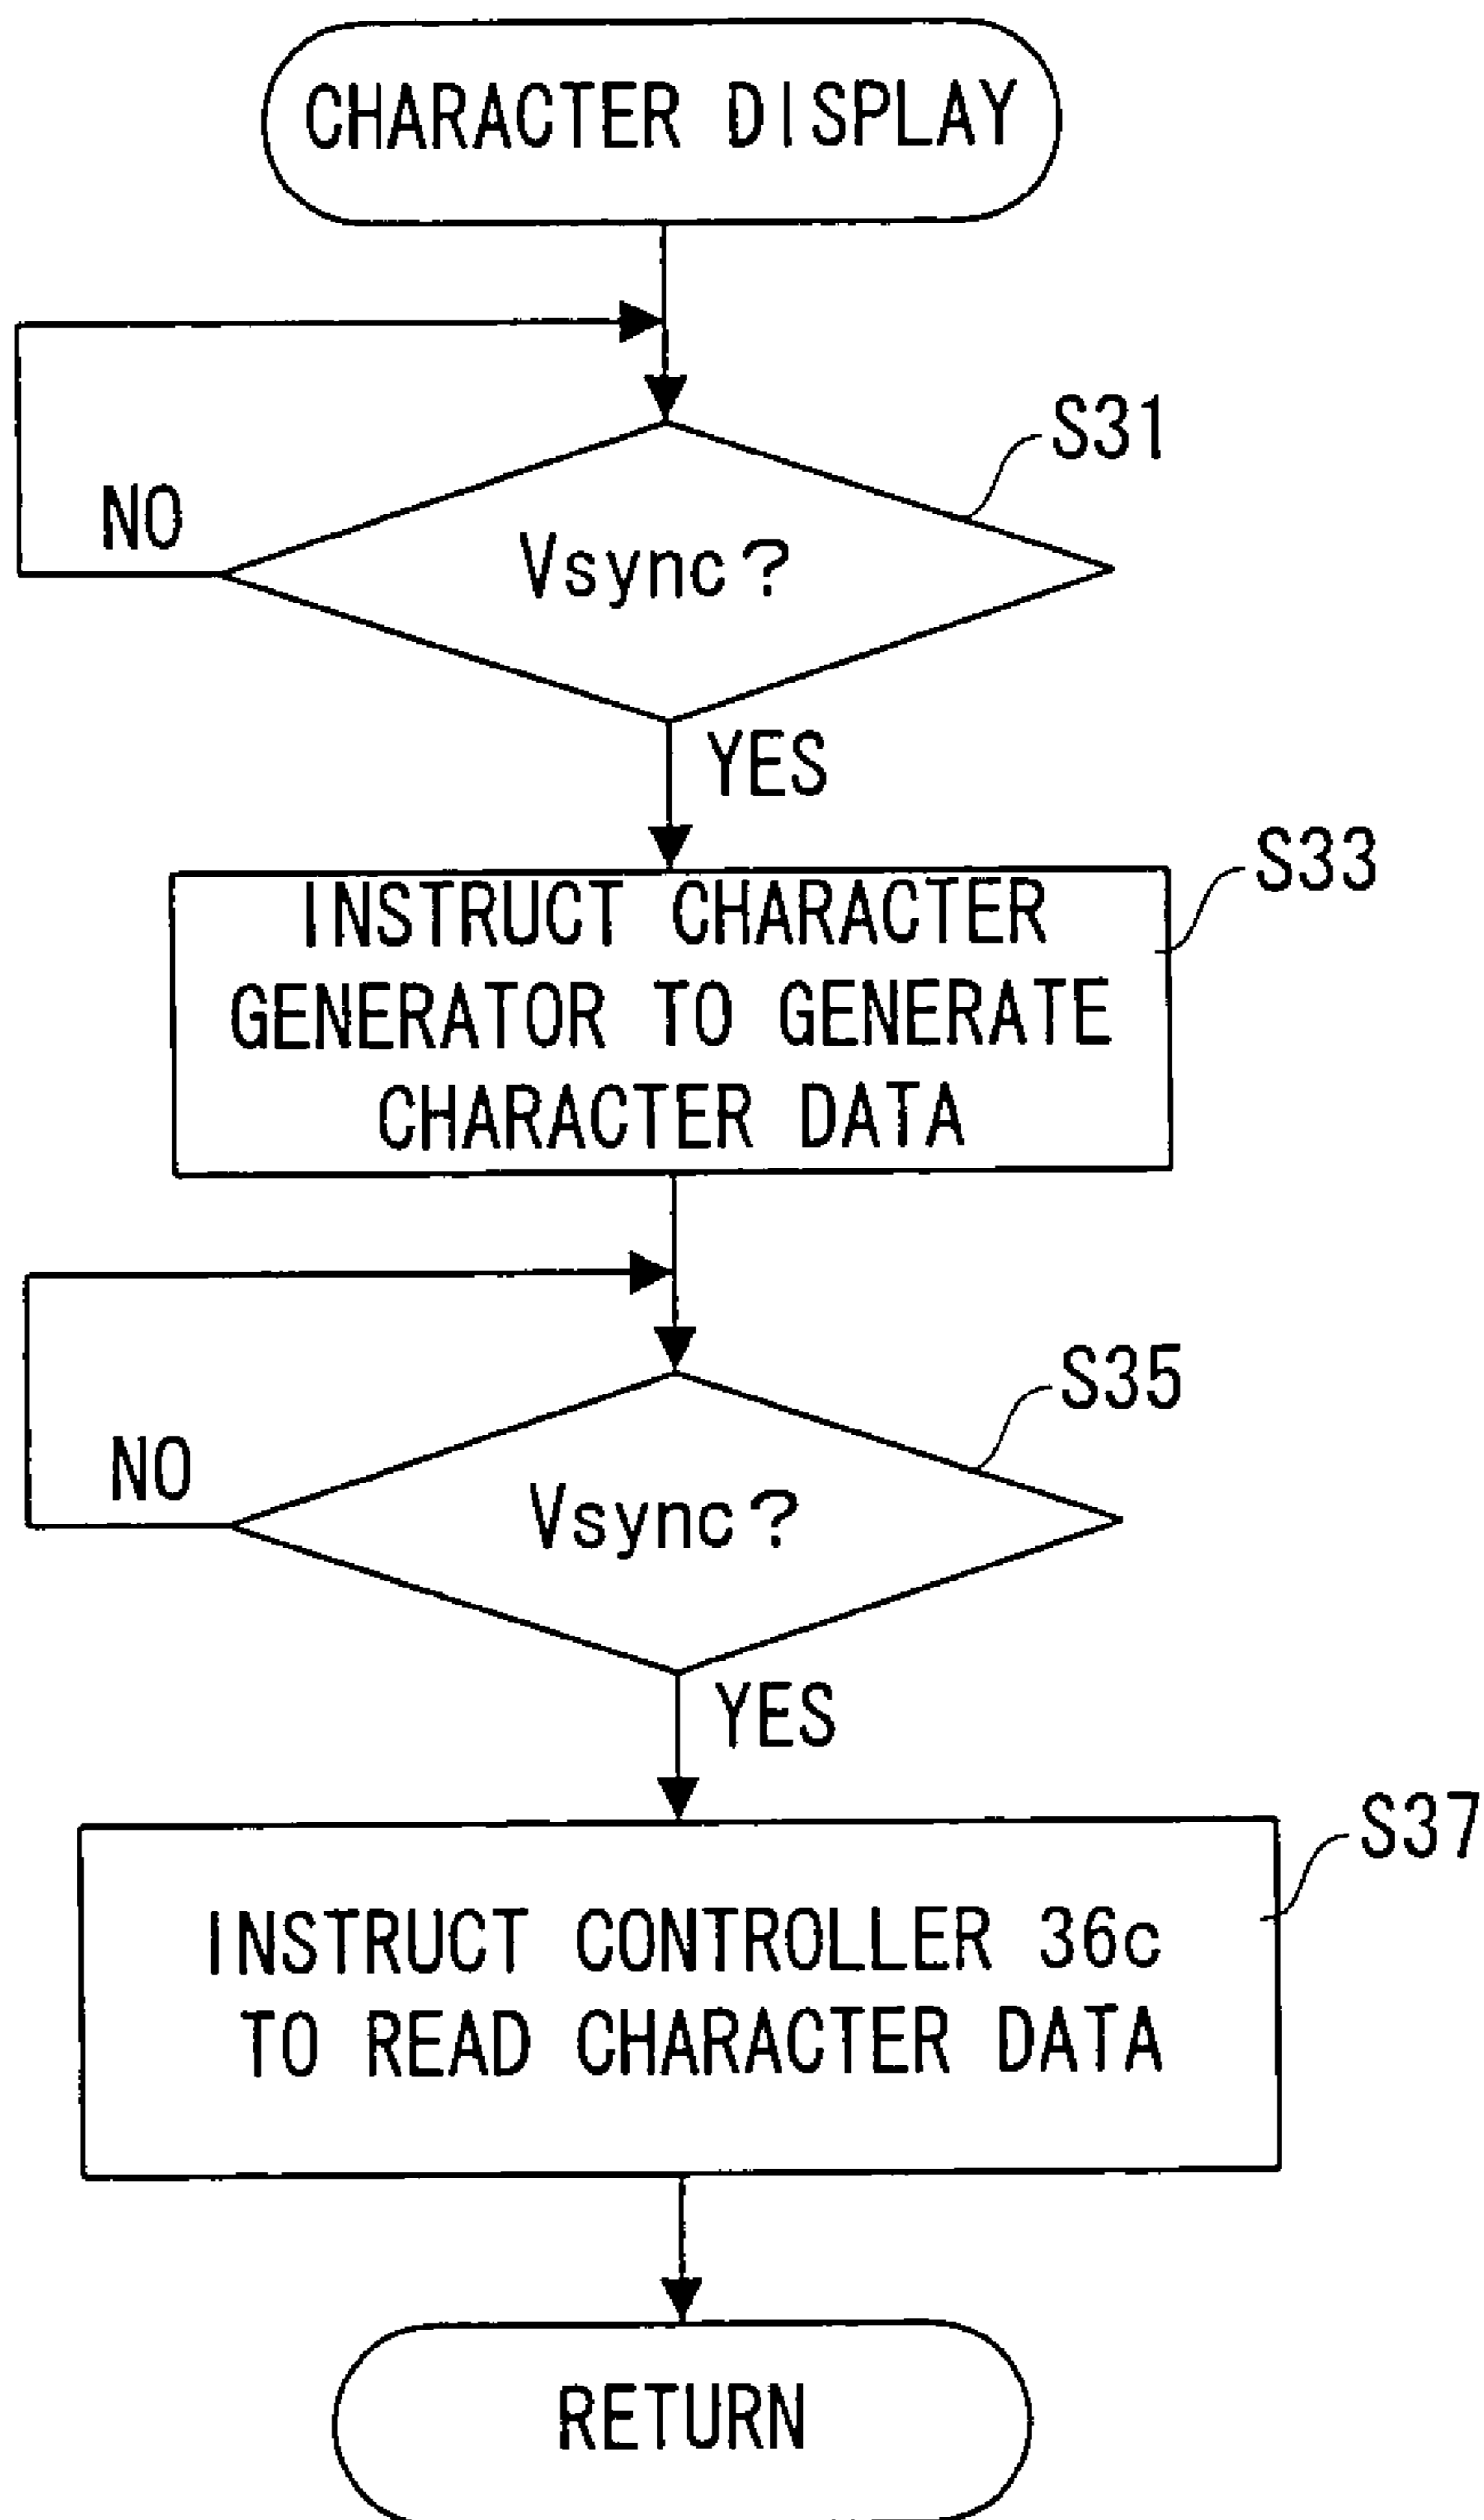 CHARACTER DISPLAY
S31
NO
Vsync?
YES
S33
INSTRUCT CHARACTER
GENERATOR TO GENERATE
CHARACTER DATA
S35
NO
Vsync?
YES
S37
INSTRUCT CONTROLLER 36c
TO READ CHARACTER DATA
RETURN